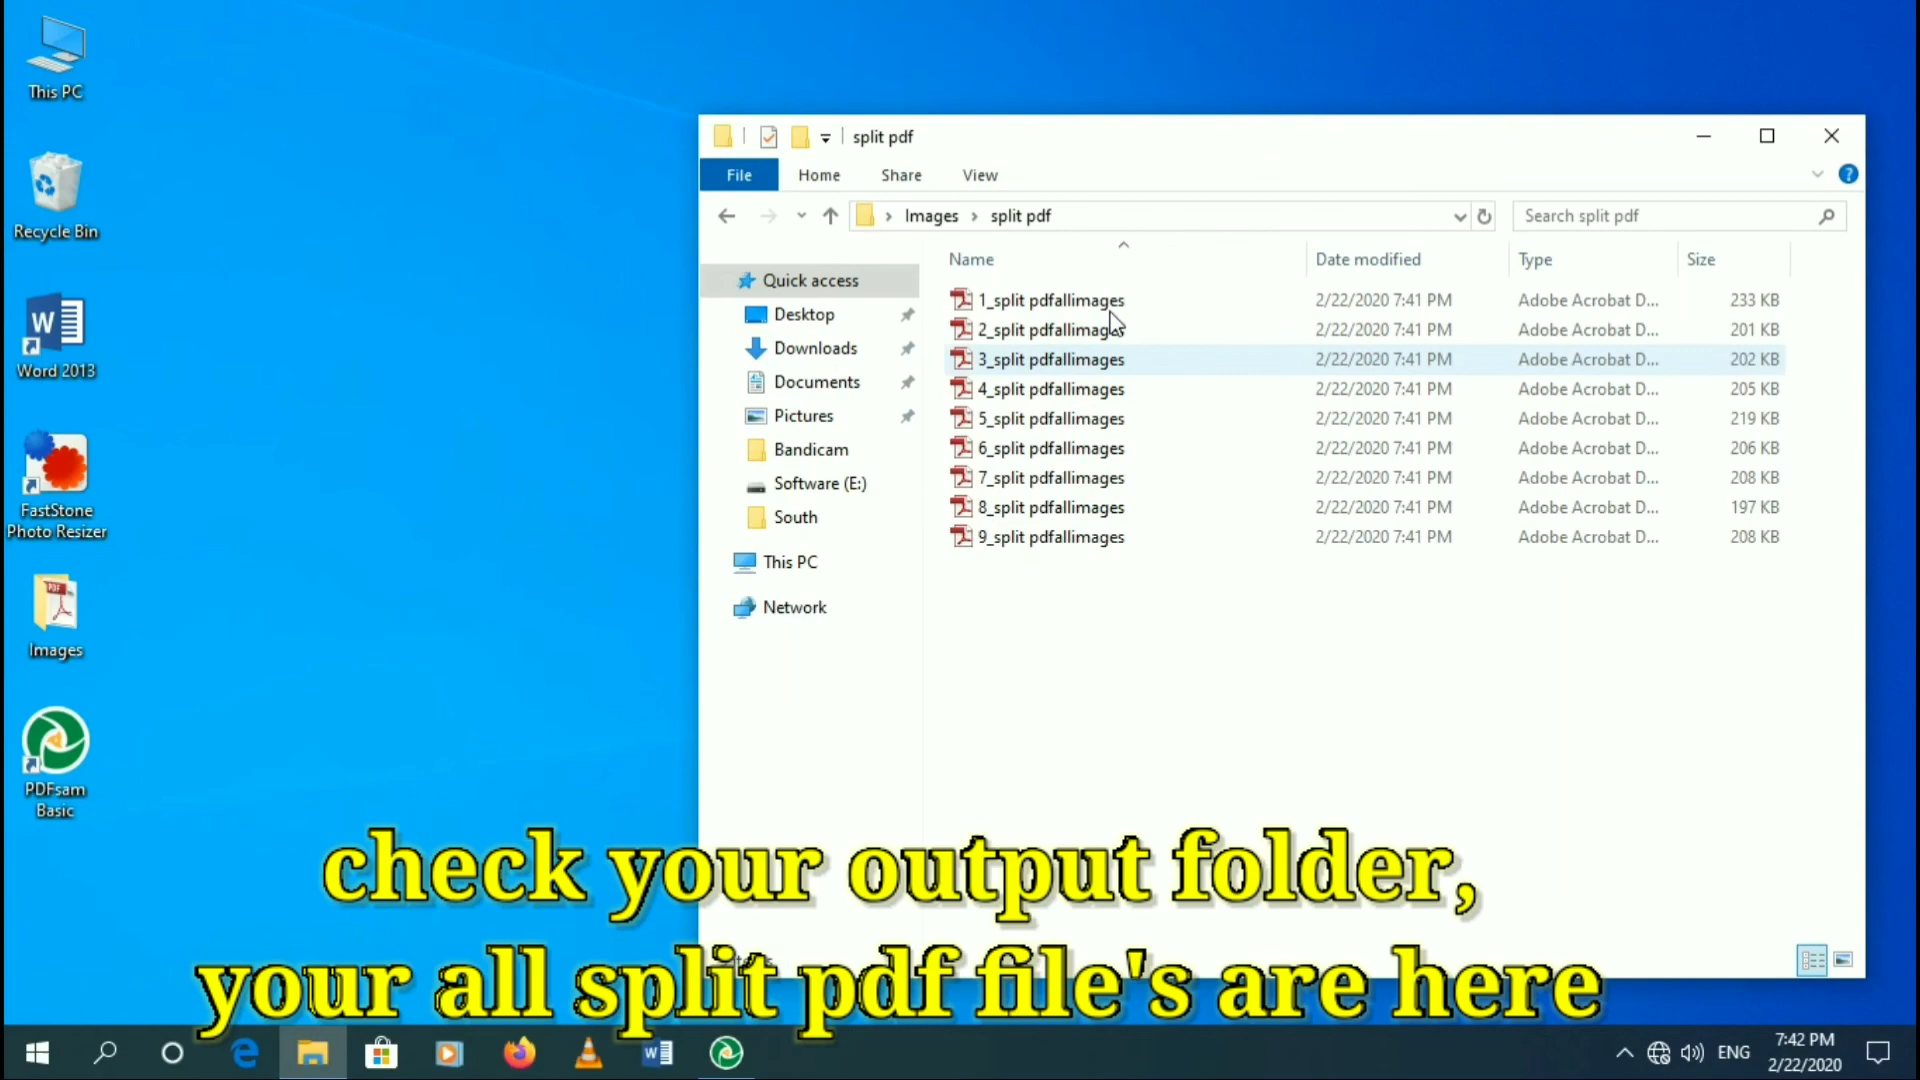 This PC
Recycle Bin
Word 2013
FastStone
Photo Resizer
Images
PDFsam
Basic
split pdf
File Home Share View
Images › split pdf
Search split pdf
Quick access
Desktop
Downloads
Documents
Pictures
Bandicam
Software (E:)
South
This PC
Network
Name Date modified Type Size
1_split pdfallimages 2/22/2020 7:41 PM Adobe Acrobat D... 233 KB
2_split pdfallimages 2/22/2020 7:41 PM Adobe Acrobat D... 201 KB
3_split pdfallimages 2/22/2020 7:41 PM Adobe Acrobat D... 202 KB
4_split pdfallimages 2/22/2020 7:41 PM Adobe Acrobat D... 205 KB
5_split pdfallimages 2/22/2020 7:41 PM Adobe Acrobat D... 219 KB
6_split pdfallimages 2/22/2020 7:41 PM Adobe Acrobat D... 206 KB
7_split pdfallimages 2/22/2020 7:41 PM Adobe Acrobat D... 208 KB
8_split pdfallimages 2/22/2020 7:41 PM Adobe Acrobat D... 197 KB
9_split pdfallimages 2/22/2020 7:41 PM Adobe Acrobat D... 208 KB
check your output folder,
your all split pdf file's are here
ENG
7:42 PM
2/22/2020